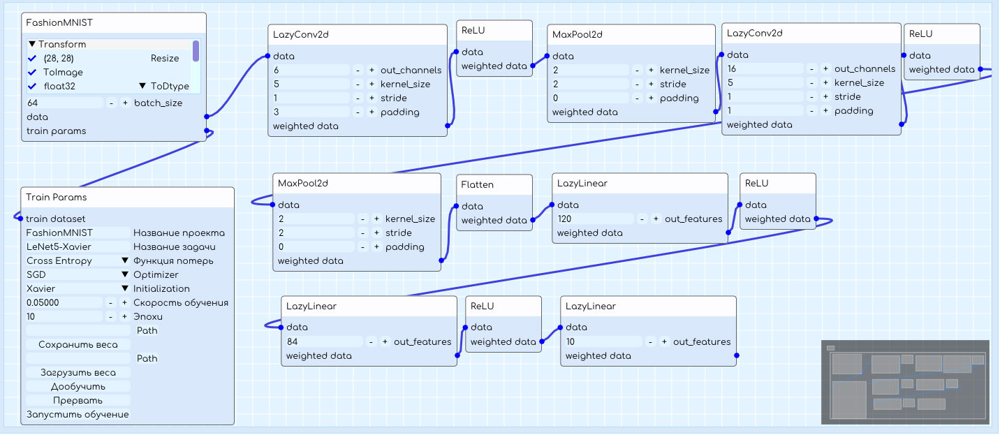 FashionMNIST
Transform
(28, 28) Resize
ToImage
float32 ToDtype
64 - + batch_size
data
train params
LazyConv2d
data
6 - + out_channels
5 - + kernel_size
1 - + stride
3 - + padding
weighted data
ReLU
data
weighted data
MaxPool2d
data
2 - + kernel_size
2 - + stride
0 - + padding
weighted data
LazyConv2d
data
16 - + out_channels
5 - + kernel_size
1 - + stride
1 - + padding
weighted data
ReLU
data
weighted data
Train Params
train dataset
FashionMNIST Название проекта
LeNet5-Xavier Название задачи
Cross Entropy Функция потерь
SGD Optimizer
Xavier Initialization
0.05000 - + Скорость обучения
10 - + Эпохи
Path
Сохранить веса
Path
Загрузить веса
Дообучить
Прервать
Запустить обучение
MaxPool2d
data
2 - + kernel_size
2 - + stride
0 - + padding
weighted data
Flatten
data
weighted data
LazyLinear
data
120 - + out_features
weighted data
ReLU
data
weighted data
LazyLinear
data
84 - + out_features
weighted data
ReLU
data
weighted data
LazyLinear
data
10 - + out_features
weighted data